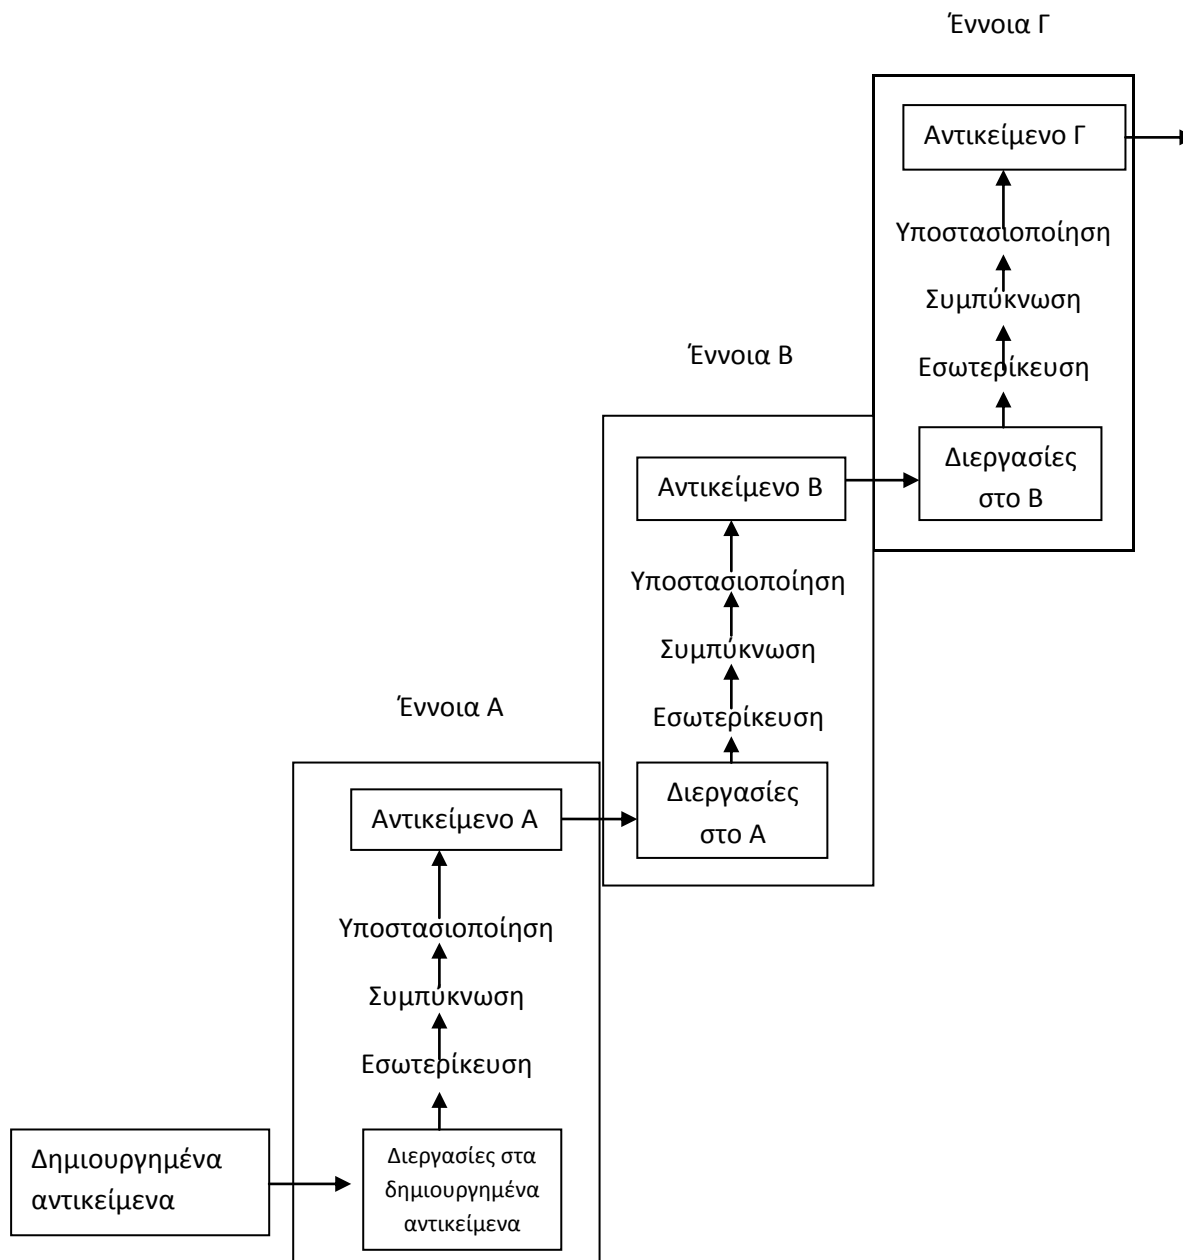 Έννοια Γ
Αντικείμενο Γ
Υποστασιοποίηση
Συμπύκνωση
Εσωτερίκευση
Διεργασίες
στο Β
Έννοια Β
Αντικείμενο Β
Υποστασιοποίηση
Συμπύκνωση
Εσωτερίκευση
Διεργασίες
στο Α
Έννοια Α
Αντικείμενο Α
Υποστασιοποίηση
Συμπύκνωση
Εσωτερίκευση
Διεργασίες στα
δημιουργημένα
αντικείμενα
Δημιουργημένα
αντικείμενα